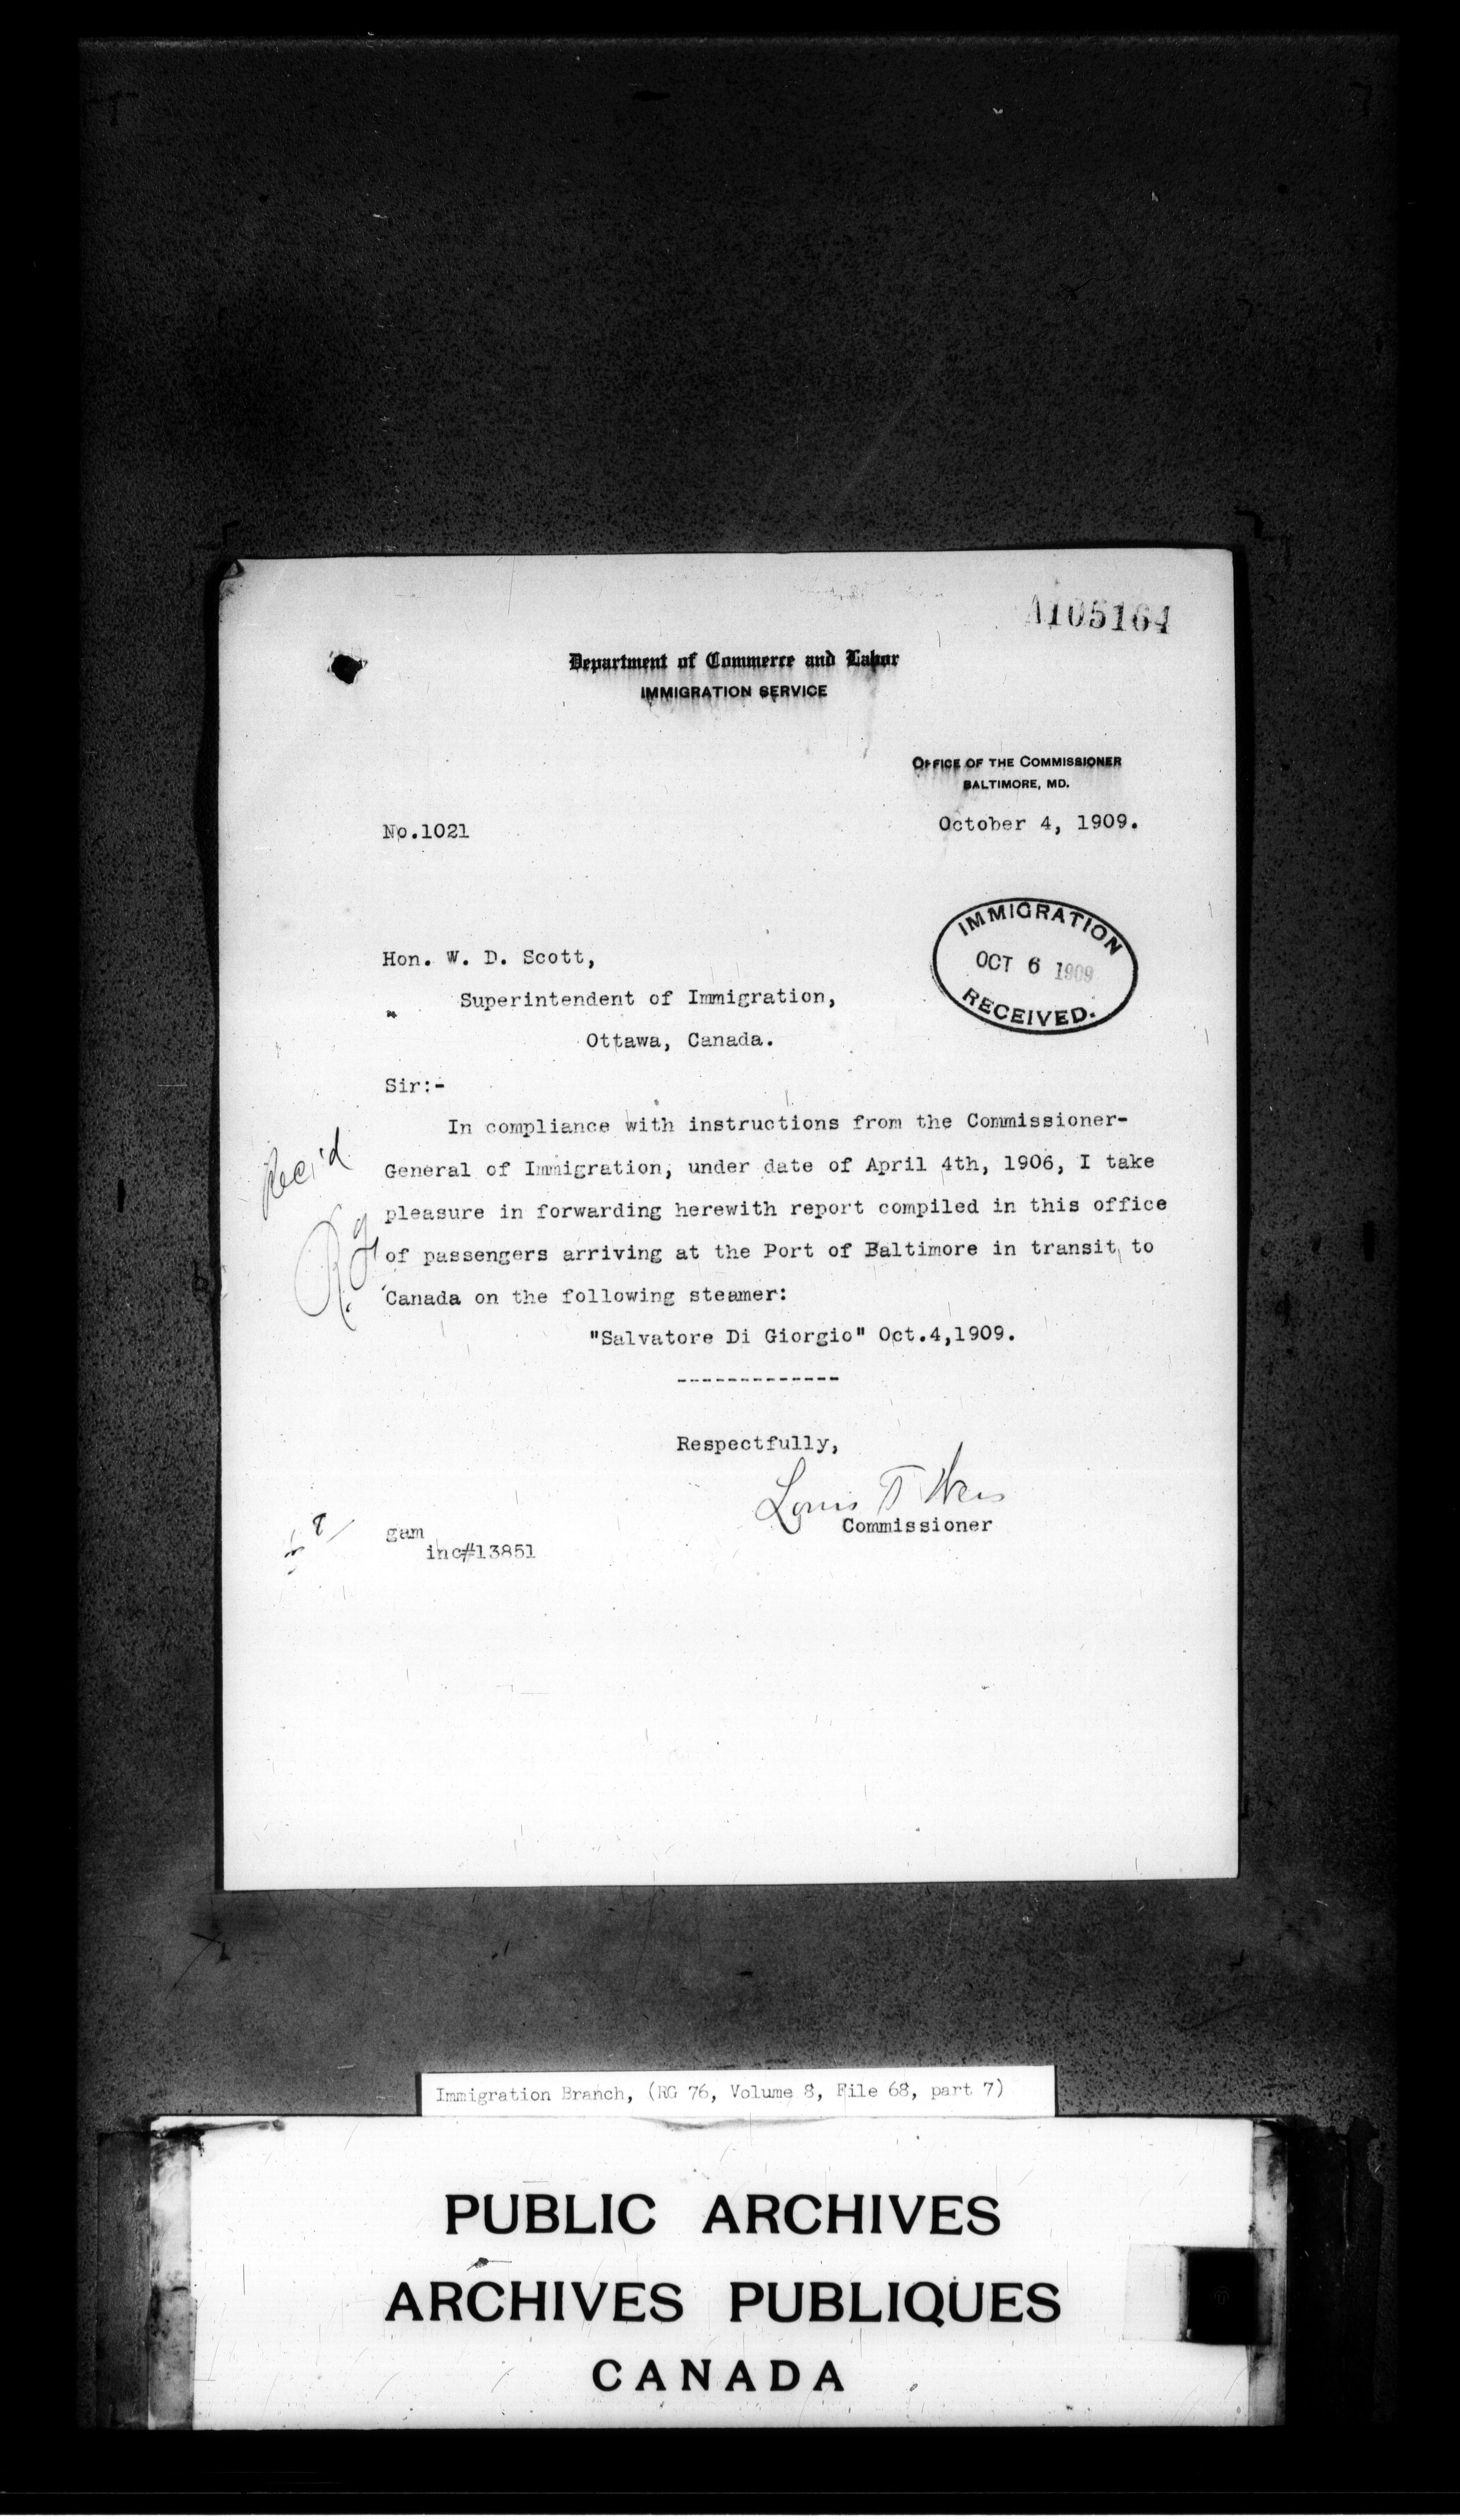 A105164
Department of Commerce and Labor
IMMIGRATION SERVICE
OFFICE OF THE COMMISSIONER
BALTIMORE, MD.
No.1021
October 4, 1909.
IMMIGRATION
OCT 6 1909
RECEIVED.
Hon. W. D. Scott,
Superintendent of Immigration,
Ottawa, Canada.
Sir:-
In compliance with instructions from the Commissioner-
General of Immigration, under date of April 4th, 1906, I take
pleasure in forwarding herewith report compiled in this office
of passengers arriving at the Port of Baltimore in transit to
Canada on the following steamer:
"Salvatore Di Giorgio" Oct.4,1909.
-------------
Rec'd
Respectfully,
Louis T Weis
Commissioner
gam
inc#13851
Immigration Branch, (RG 76, Volume 8, File 68, part 7)
PUBLIC ARCHIVES
ARCHIVES PUBLIQUES
CANADA